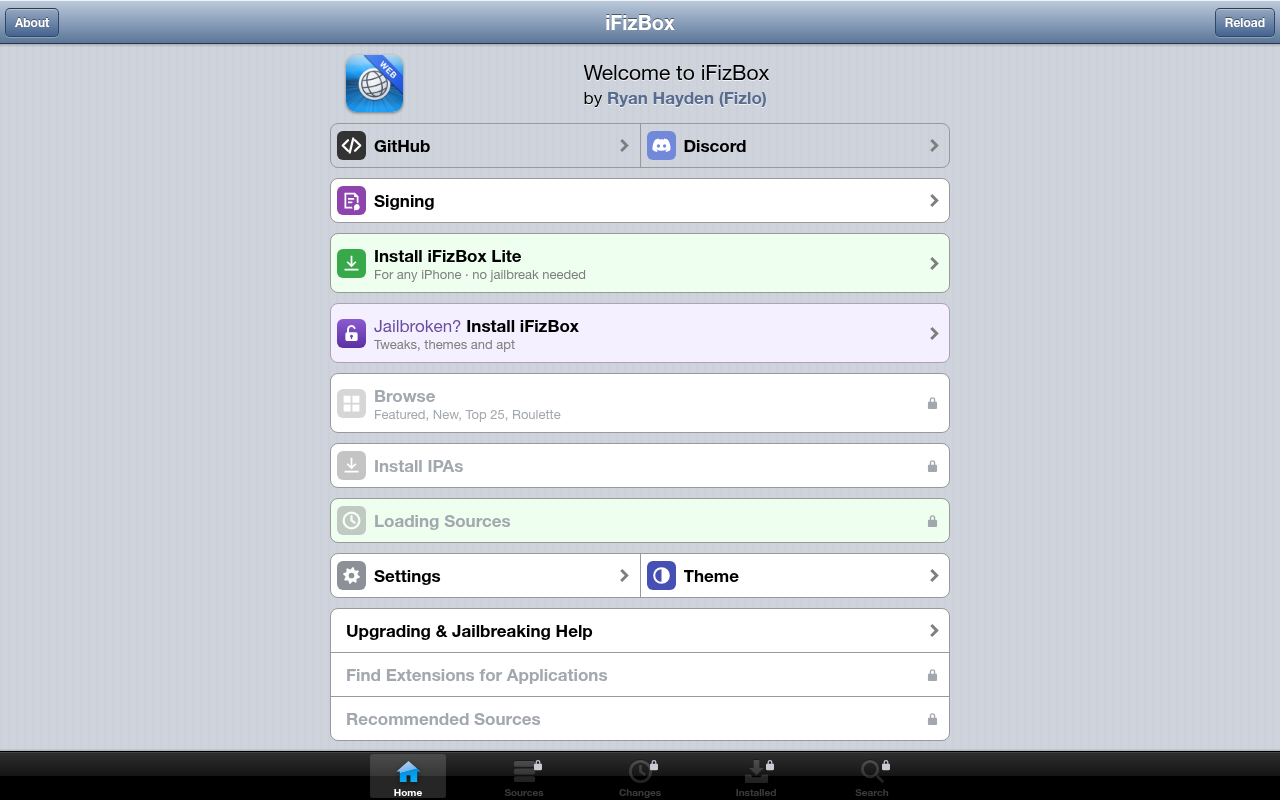 About
iFizBox
Reload
WEB
Welcome to iFizBox
by Ryan Hayden (Fizlo)
GitHub
Discord
Signing
Install iFizBox Lite
For any iPhone · no jailbreak needed
Jailbroken? Install iFizBox
Tweaks, themes and apt
Browse
Featured, New, Top 25, Roulette
Install IPAs
Loading Sources
Settings
Theme
Upgrading & Jailbreaking Help
Find Extensions for Applications
Recommended Sources
Home
Sources
Changes
Installed
Search